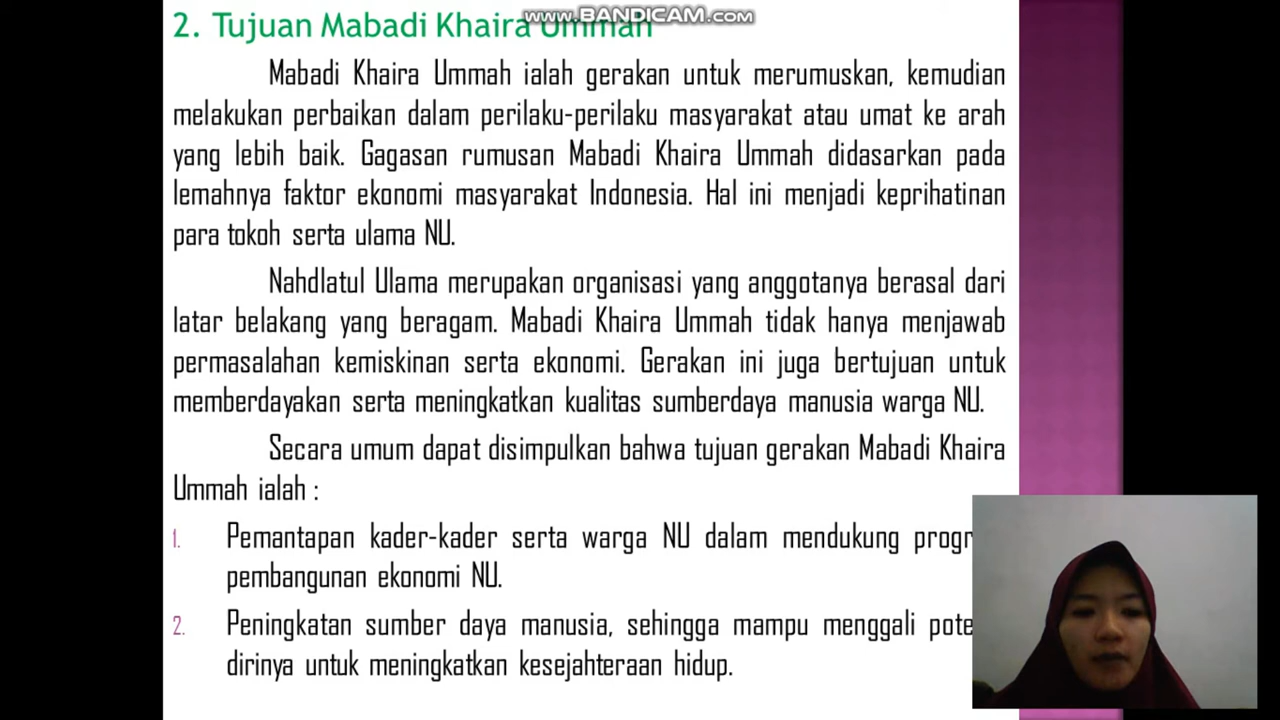 www.BANDICAM.com
2. Tujuan Mabadi Khaira Ummah
Mabadi Khaira Ummah ialah gerakan untuk merumuskan, kemudian
melakukan perbaikan dalam perilaku-perilaku masyarakat atau umat ke arah
yang lebih baik. Gagasan rumusan Mabadi Khaira Ummah didasarkan pada
lemahnya faktor ekonomi masyarakat Indonesia. Hal ini menjadi keprihatinan
para tokoh serta ulama NU.
Nahdlatul Ulama merupakan organisasi yang anggotanya berasal dari
latar belakang yang beragam. Mabadi Khaira Ummah tidak hanya menjawab
permasalahan kemiskinan serta ekonomi. Gerakan ini juga bertujuan untuk
memberdayakan serta meningkatkan kualitas sumberdaya manusia warga NU.
Secara umum dapat disimpulkan bahwa tujuan gerakan Mabadi Khaira
Ummah ialah :
1. Pemantapan kader-kader serta warga NU dalam mendukung progr
pembangunan ekonomi NU.
2. Peningkatan sumber daya manusia, sehingga mampu menggali pote
dirinya untuk meningkatkan kesejahteraan hidup.